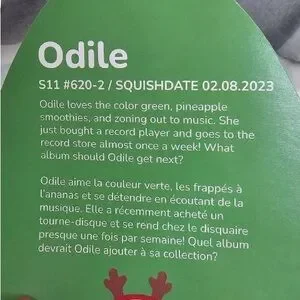 Odile
S11 #620-2 / SQUISHDATE 02.08.2023
Odile loves the color green, pineapple
smoothies, and zoning out to music. She
just bought a record player and goes to the
record store almost once a week! What
album should Odile get next?
Odile aime la couleur verte, les frappés à
l'ananas et se détendre en écoutant de la
musique. Elle a récemment acheté un
tourne-disque et se rend chez le disquaire
presque une fois par semaine! Quel album
devrait Odile ajouter à sa collection?